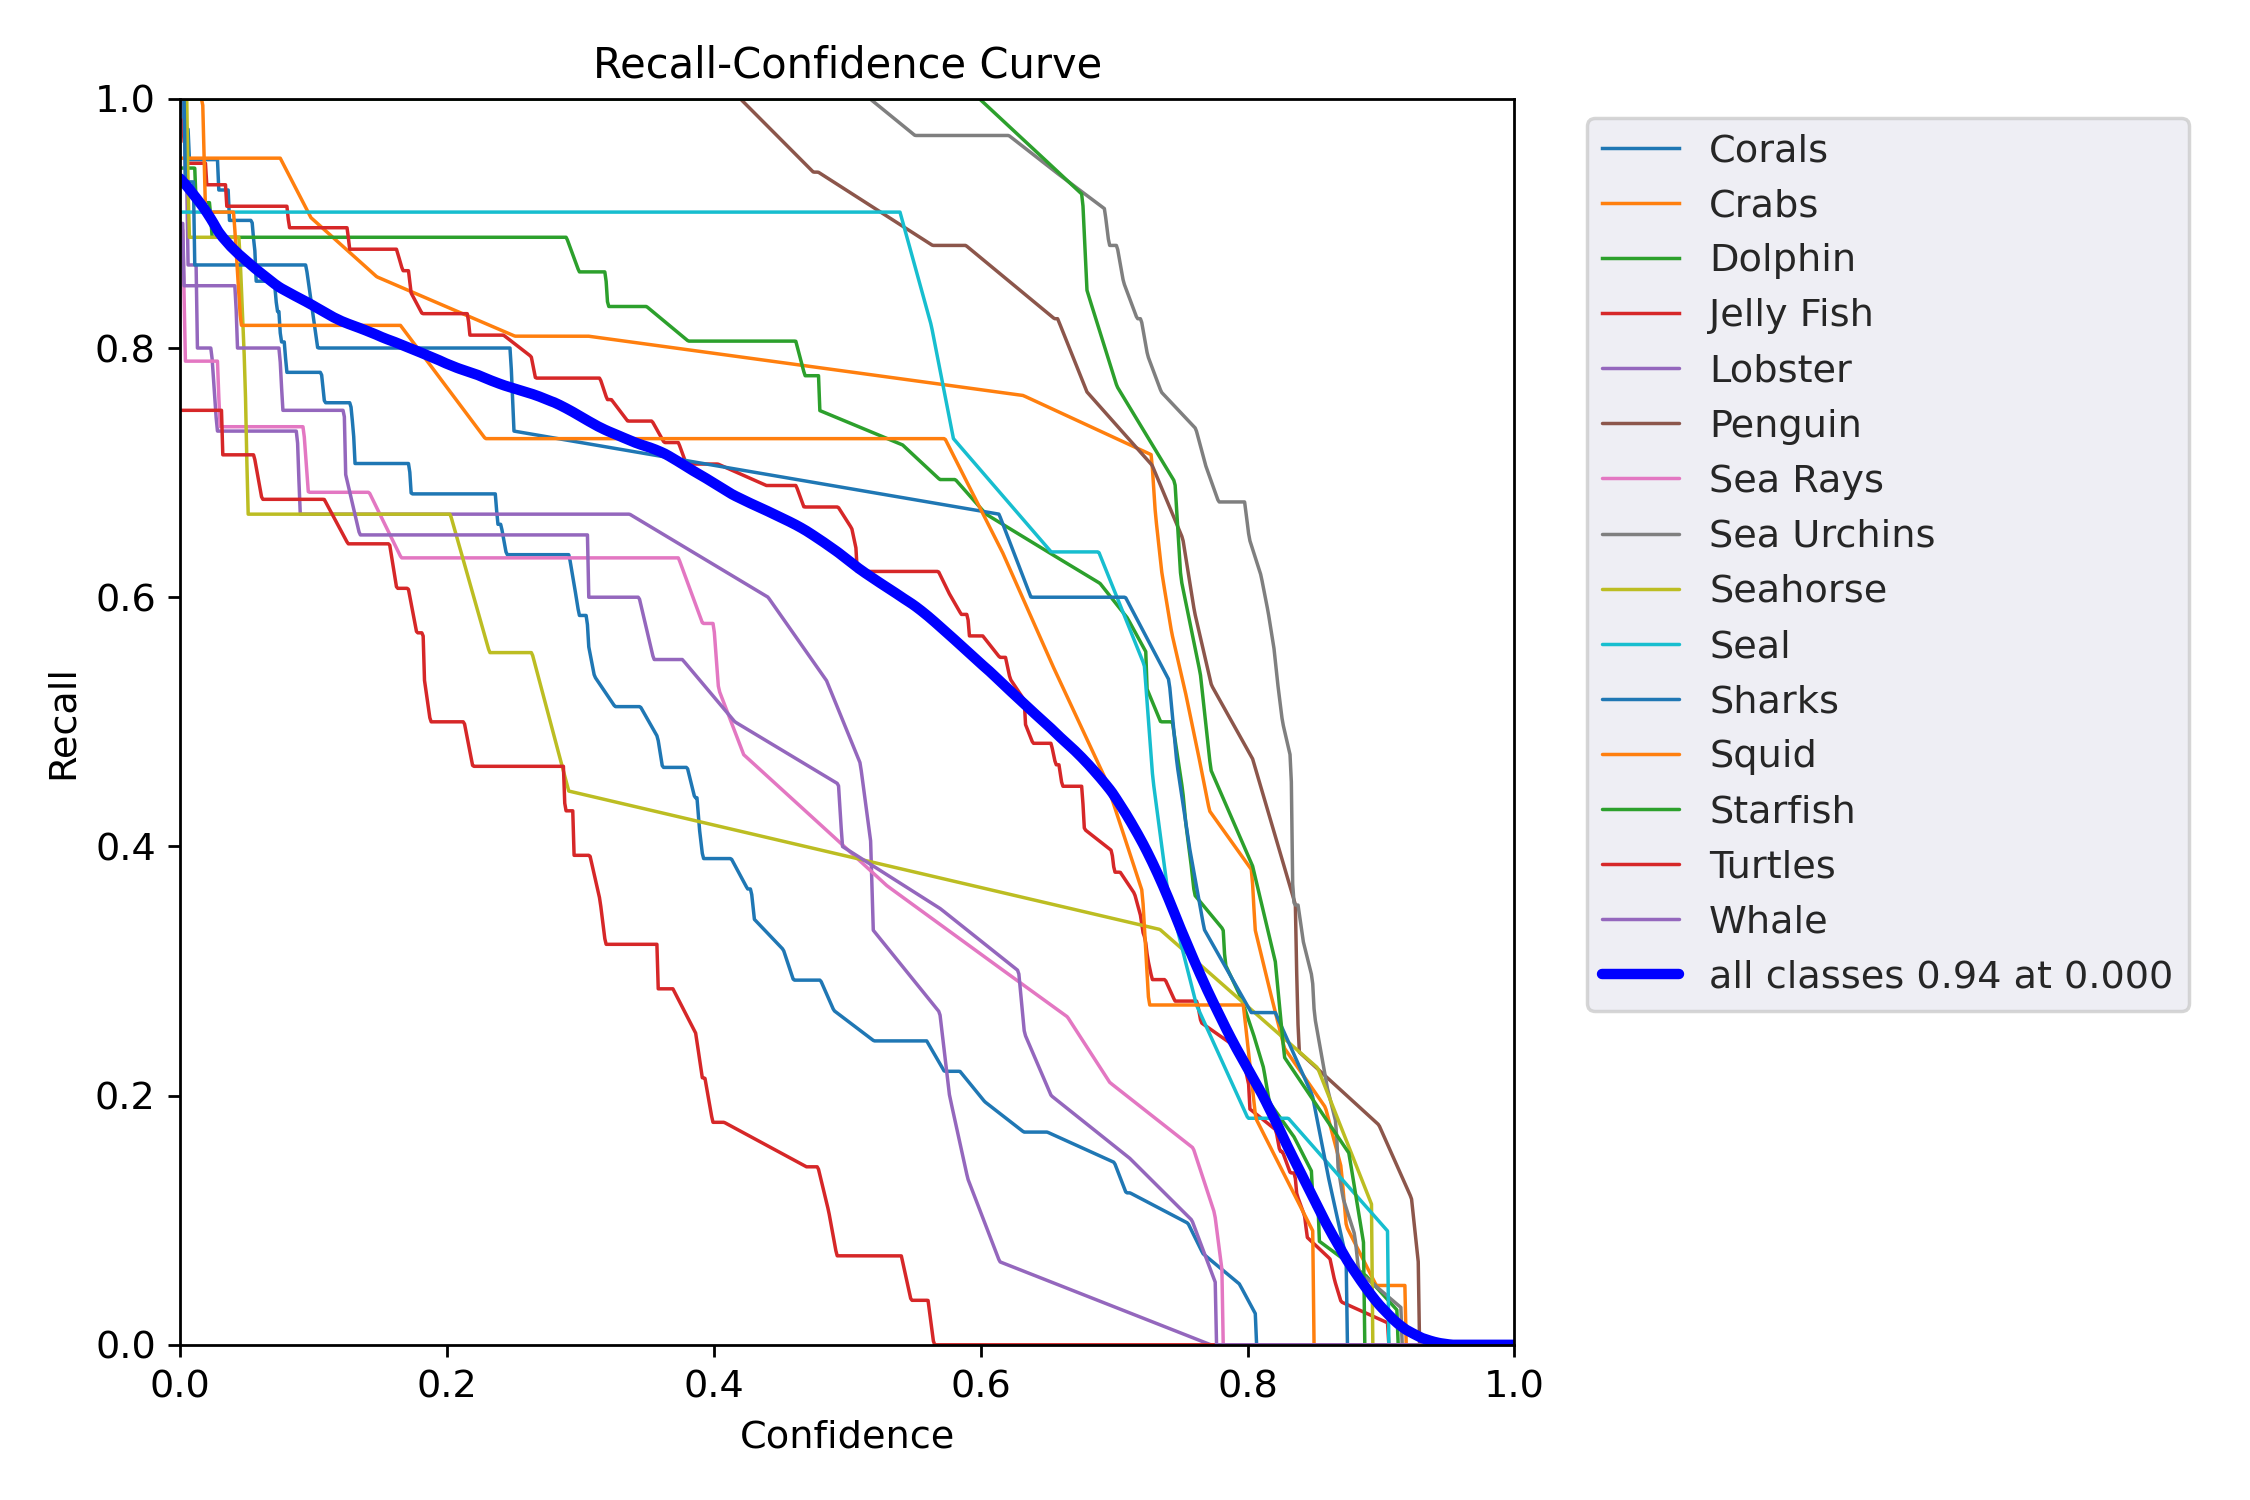 Recall-Confidence Curve
1.0
0.8
0.6
0.4
0.2
0.0
Recall
0.0 0.2 0.4 0.6 0.8 1.0
Confidence
Corals
Crabs
Dolphin
Jelly Fish
Lobster
Penguin
Sea Rays
Sea Urchins
Seahorse
Seal
Sharks
Squid
Starfish
Turtles
Whale
all classes 0.94 at 0.000